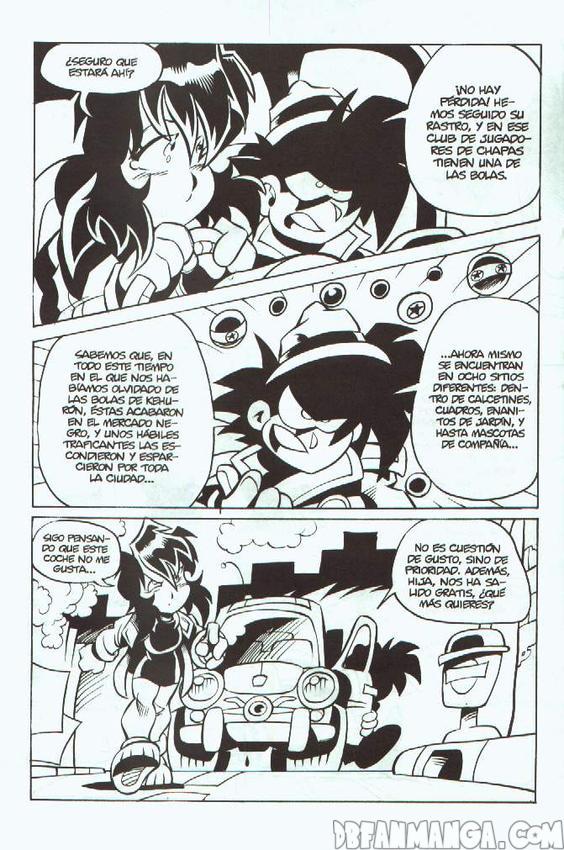 ¿SEGURO QUE
ESTARÁ AHÍ?
¡NO HAY
PÉRDIDA! HE-
MOS SEGUIDO SU
RASTRO, Y EN ESE
CLUB DE JUGADO-
RES DE CHAPAS
TIENEN UNA DE
LAS BOLAS.
SABEMOS QUE, EN
TODO ESTE TIEMPO
EN EL QUE NOS HA-
BÍAMOS OLVIDADO DE
LAS BOLAS DE KEHU-
RÓN, ÉSTAS ACABARON
EN EL MERCADO NE-
GRO, Y UNOS HÁBILES
TRAFICANTES LAS ES-
CONDIERON Y ESPAR-
CIERON POR TODA
LA CIUDAD...
...AHORA MISMO
SE ENCUENTRAN
EN OCHO SITIOS
DIFERENTES: DEN-
TRO DE CALCETINES,
CUADROS, ENANI-
TOS DE JARDÍN, Y
HASTA MASCOTAS
DE COMPAÑÍA...
SIGO PENSAN-
DO QUE ESTE
COCHE NO ME
GUSTA...
NO ES CUESTIÓN
DE GUSTO, SINO DE
PRIORIDAD. ADEMÁS,
HIJA, NOS HA SA-
LIDO GRATIS, ¿QUÉ
MÁS QUIERES?
DBFANMANGA.COM